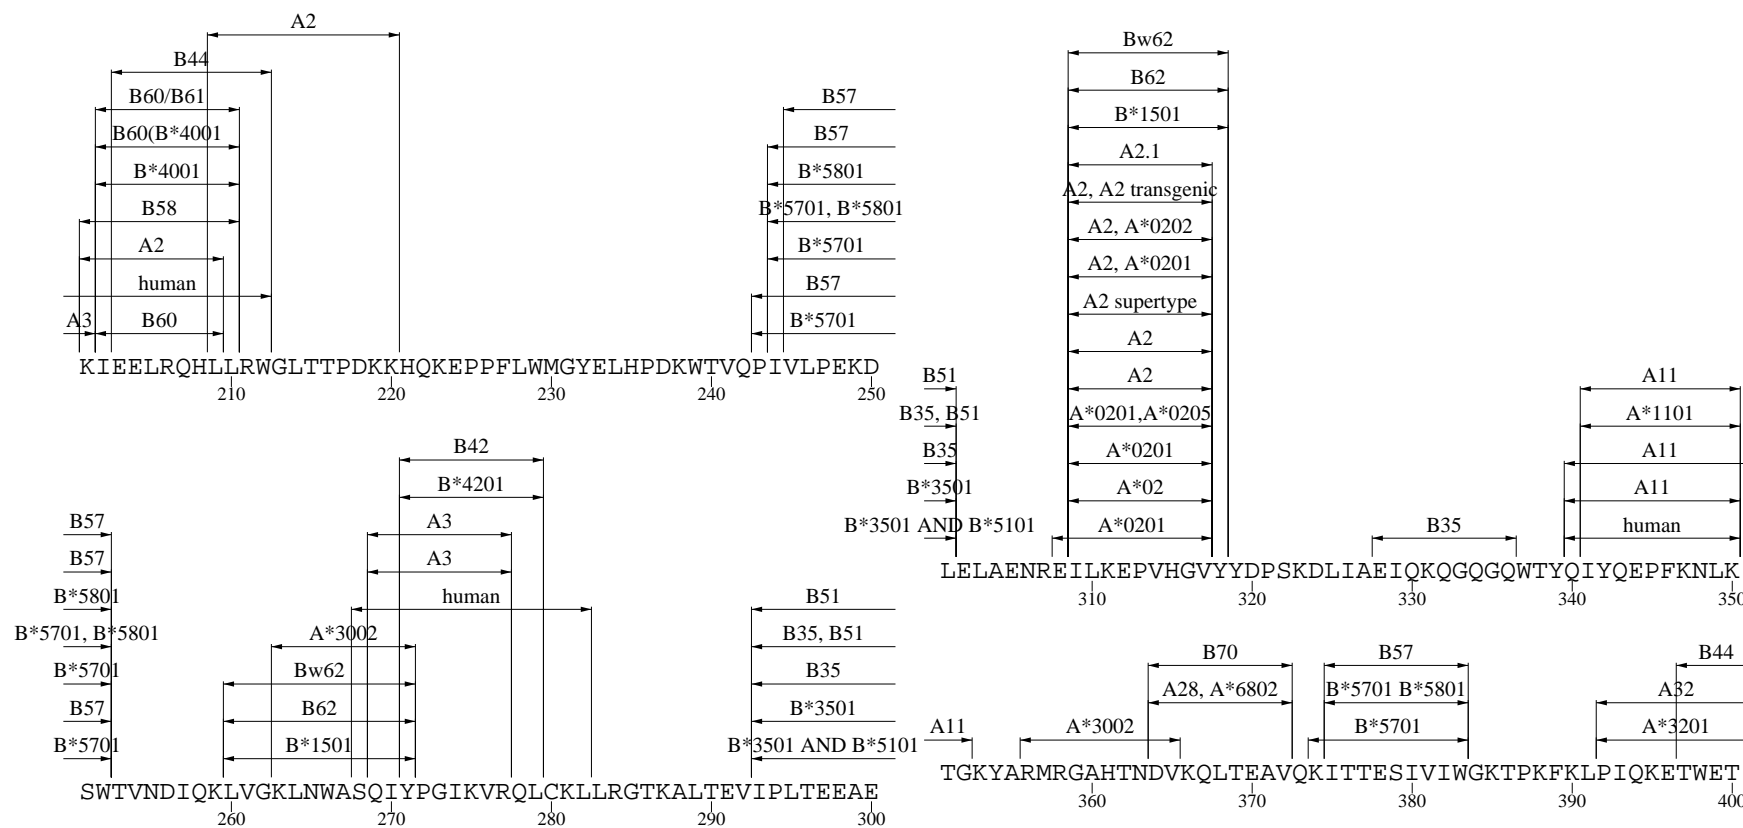 A2
B44
B60/B61
B57
B60(B*4001
B57
B*4001
B*5801
B58
B*5701, B*5801
A2
B*5701
human
B57
A3
B60
B*5701
KIEELRQHLLRWGLTTPDKKHQKEPPFLWMGYELHPDKWTVQPIVLPEKD
210 220 230 240 250
B42
B*4201
B57
A3
B57
A3
B*5801
human
B51
B*5701, B*5801
A*3002
B35, B51
B*5701
Bw62
B35
B57
B62
B*3501
B*5701
B*1501
B*3501 AND B*5101
SWTVNDIQKLVGKLNWASQIYPGIKVRQLCKLLRGTKALTEVIPLTEEAE
260 270 280 290 300
Bw62
B62
B*1501
A2.1
A2, A2 transgenic
A2, A*0202
A2, A*0201
A2 supertype
A2
B51
A2
A11
B35, B51
A*0201,A*0205
A*1101
B35
A*0201
A11
B*3501
A*02
A11
B*3501 AND B*5101
A*0201
B35
human
LELAENREILKEPVHGVYYDPSKDLIAEIQKQGQGQWTYQIYQEPFKNLK
310 320 330 340 350
B70
B57
B44
A28, A*6802
B*5701 B*5801
A32
A11
A*3002
B*5701
A*3201
TGKYARMRGAHTNDVKQLTEAVQKITTESIVIWGKTPKFKLPIQKETWET
360 370 380 390 400